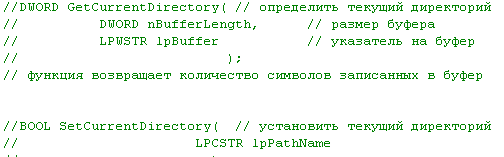 //DWORD GetCurrentDirectory( // определить текущий директорий
// DWORD nBufferLength, // размер буфера
// LPWSTR lpBuffer // указатель на буфер
// );
// функция возвращает количество символов записанных в буфер
//BOOL SetCurrentDirectory( // установить текущий директорий
// LPCSTR lpPathName